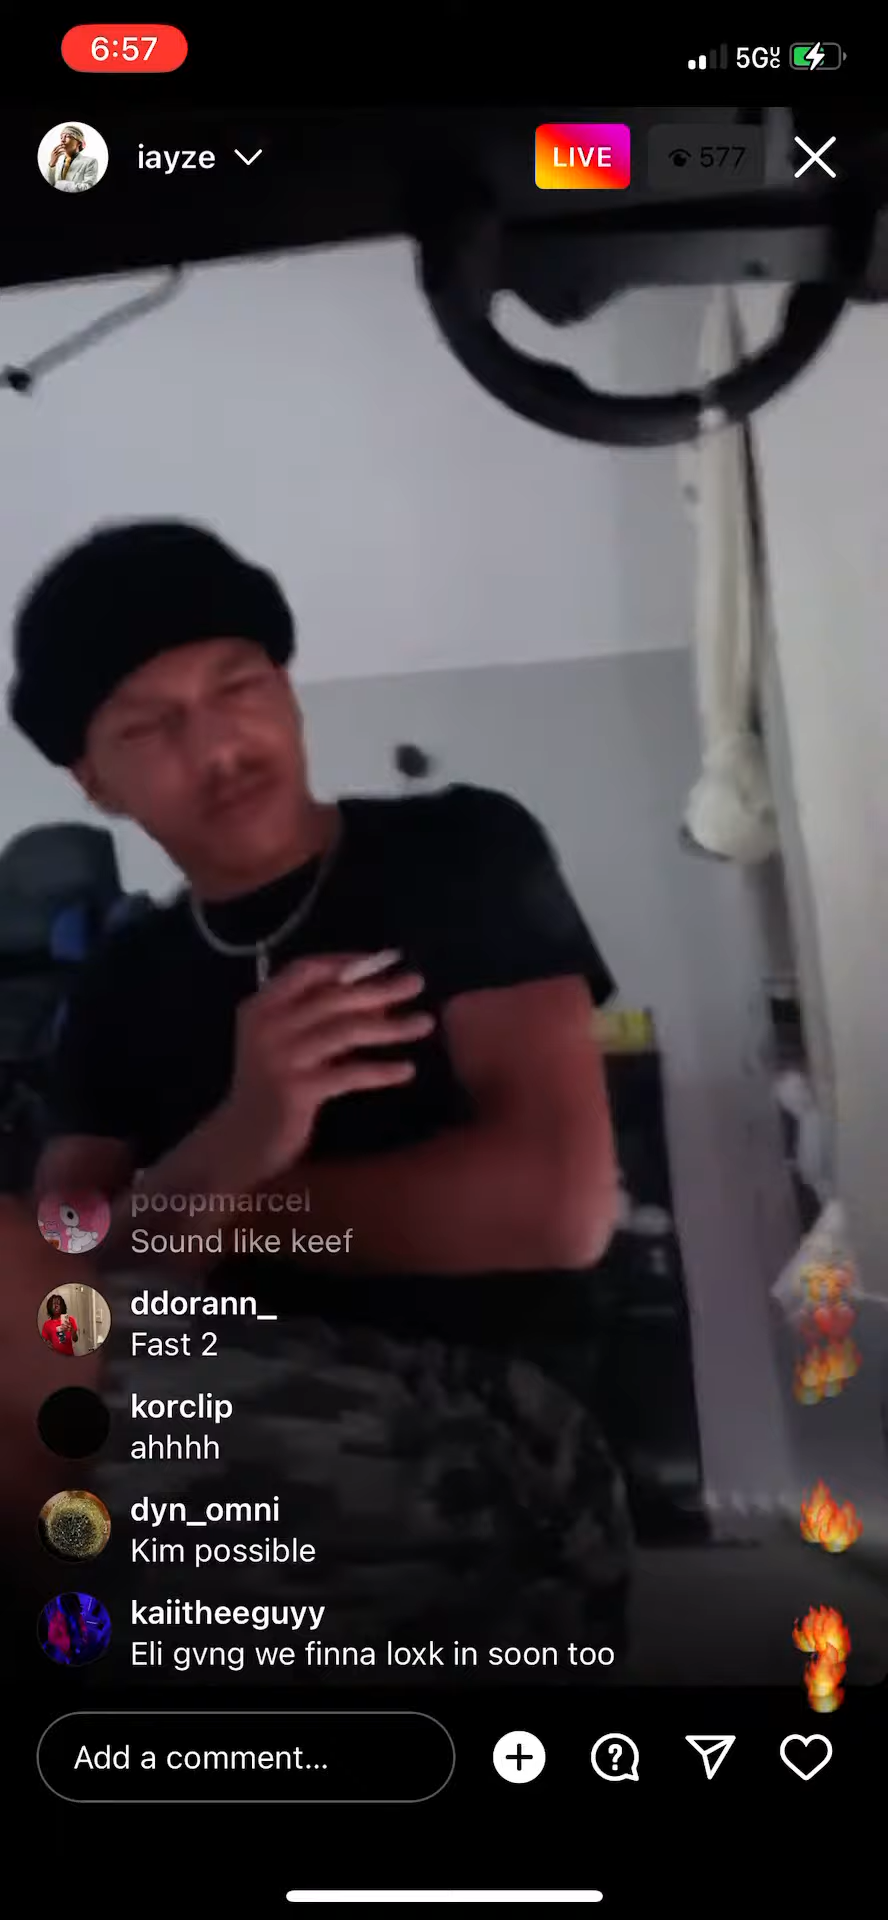 6:57
5GUC
iayze
LIVE
577
poopmarcel
Sound like keef
ddorann_
Fast 2
korclip
ahhhh
dyn_omni
Kim possible
kaiitheeguyy
Eli gvng we finna loxk in soon too
Add a comment...